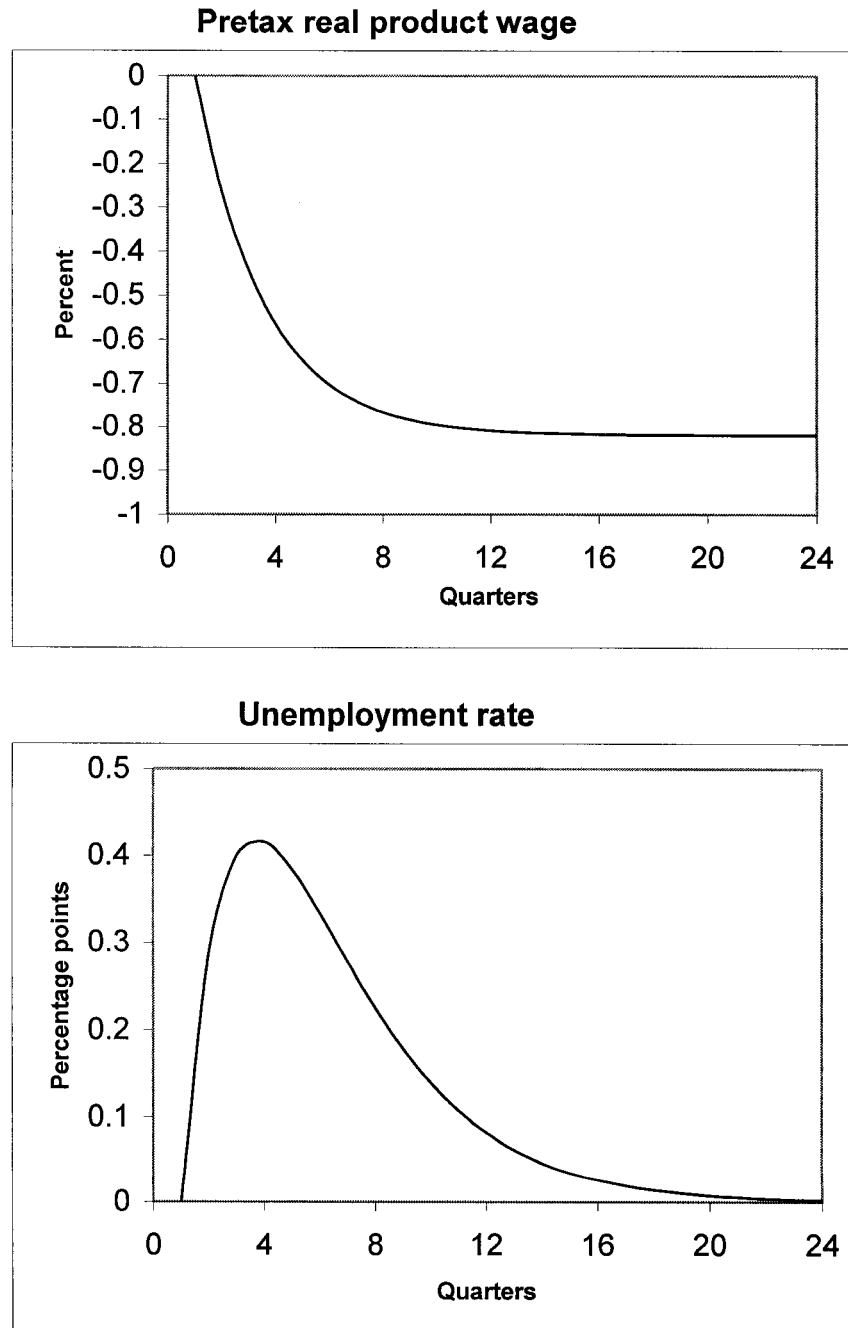 Pretax real product wage
0
-0.1
-0.2
-0.3
-0.4
-0.5
-0.6
-0.7
-0.8
-0.9
-1
Percent
0 4 8 12 16 20 24
Quarters
Unemployment rate
0.5
0.4
0.3
0.2
0.1
0
Percentage points
0 4 8 12 16 20 24
Quarters